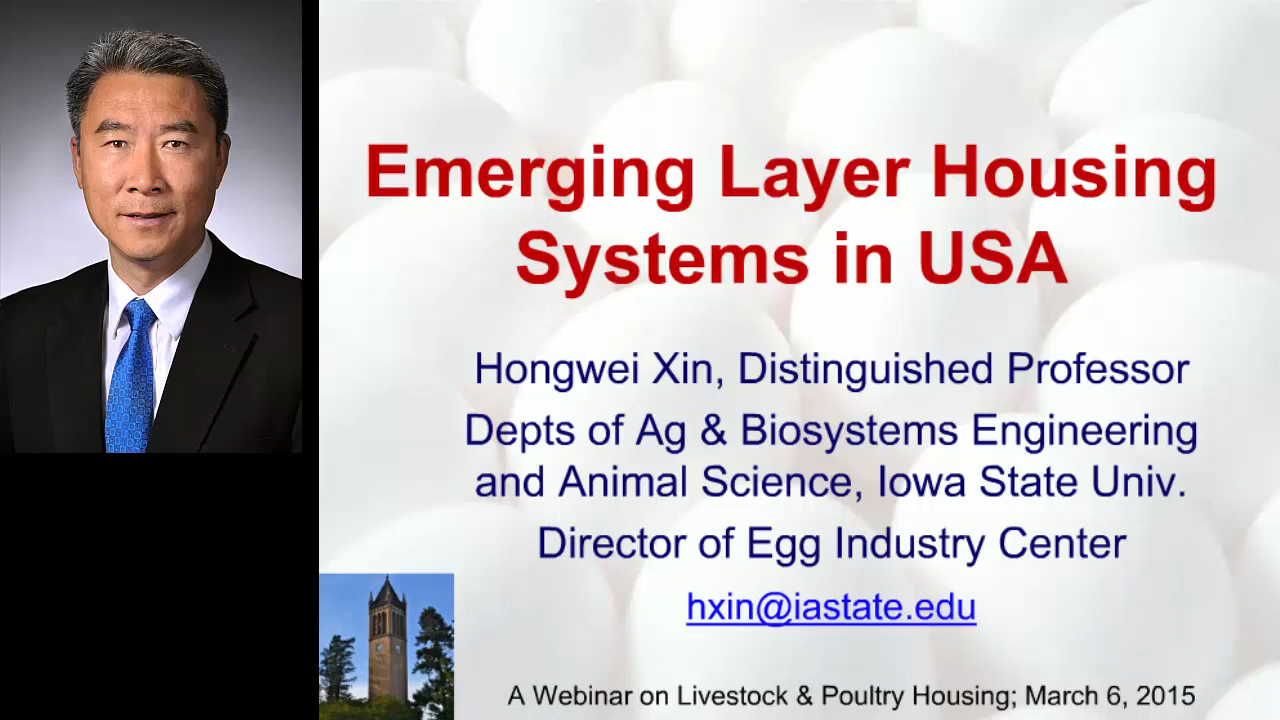 Emerging Layer Housing
Systems in USA
Hongwei Xin, Distinguished Professor
Depts of Ag & Biosystems Engineering
and Animal Science, Iowa State Univ.
Director of Egg Industry Center
hxin@iastate.edu
A Webinar on Livestock & Poultry Housing; March 6, 2015